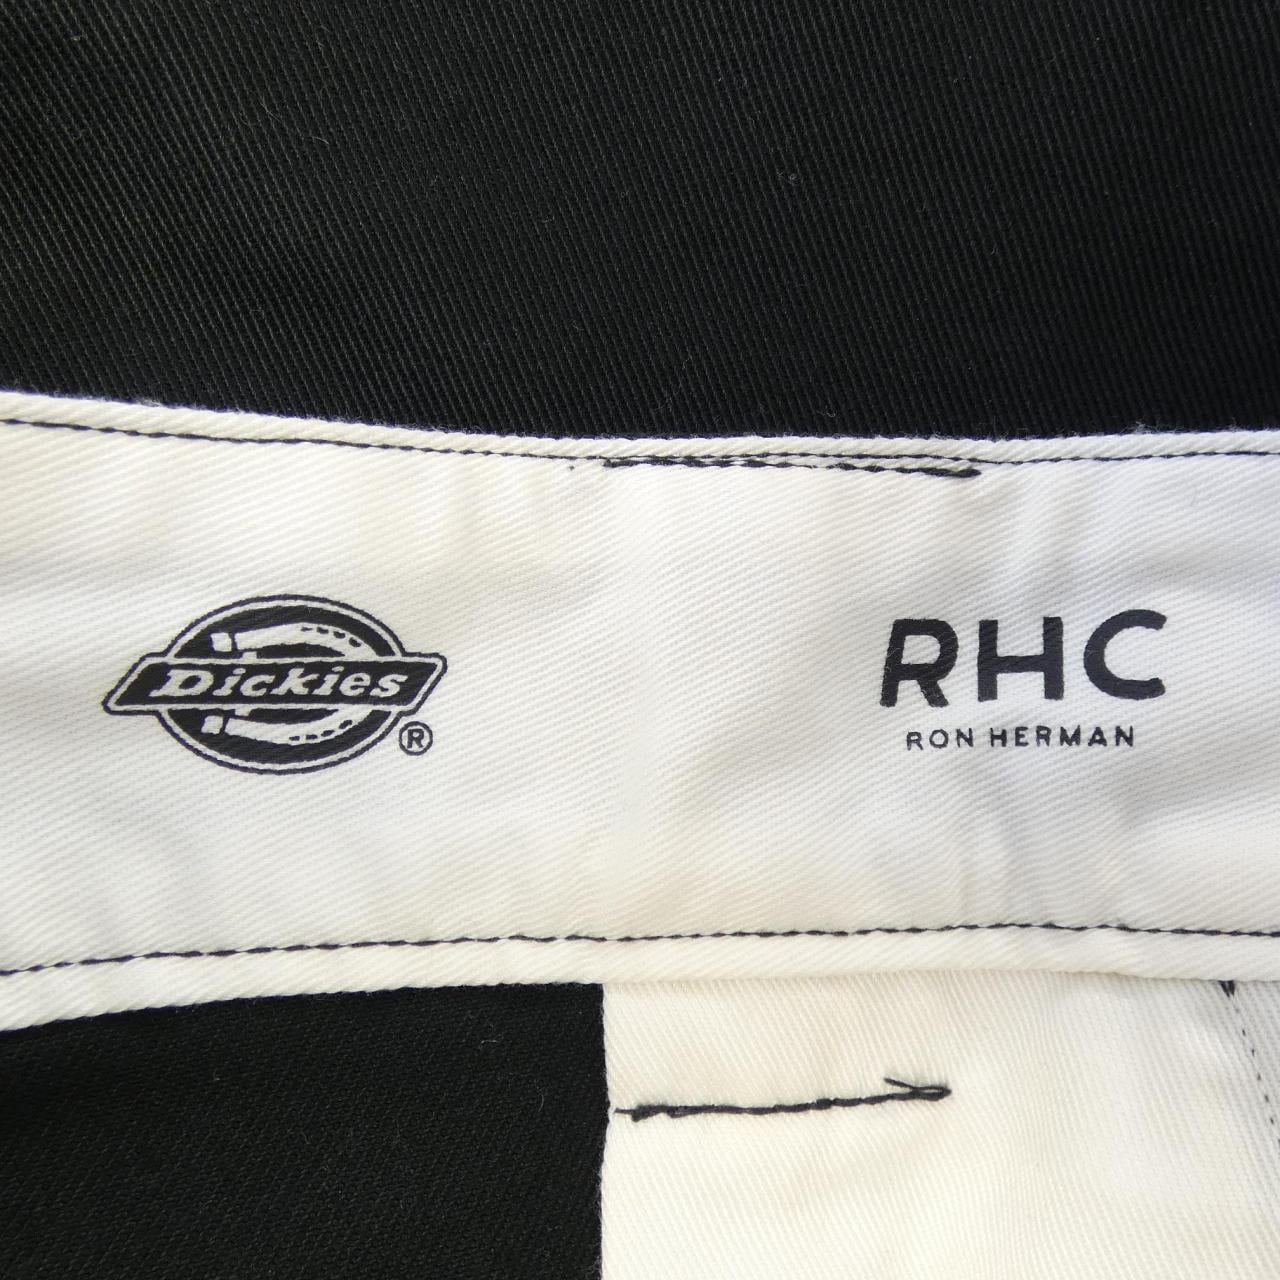 Dickies
®
RHC
RON HERMAN